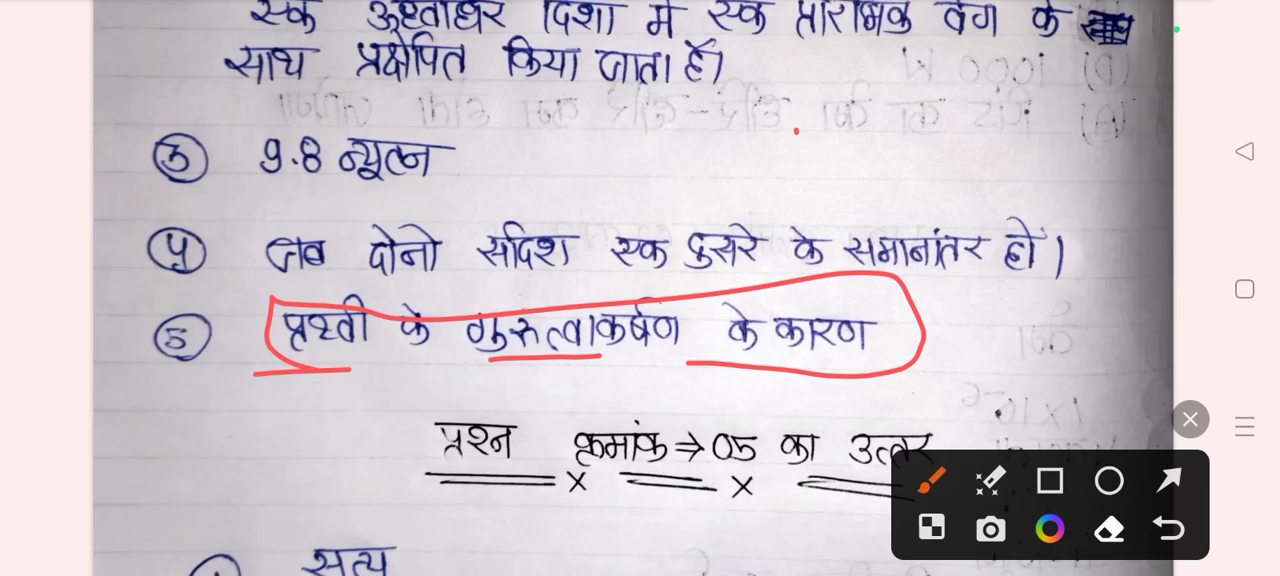 एक ऊर्ध्वाधर दिशा में एक प्रारंभिक वेग के
साथ प्रक्षेपित किया जाता है।
③ 9.8 न्यूटन
④ जब दोनो सदिश एक दुसरे के समानांतर हो।
⑤ पृथ्वी के गुरुत्वाकर्षण के कारण
प्रश्न क्रमांक → 05 का उत्तर
सत्य